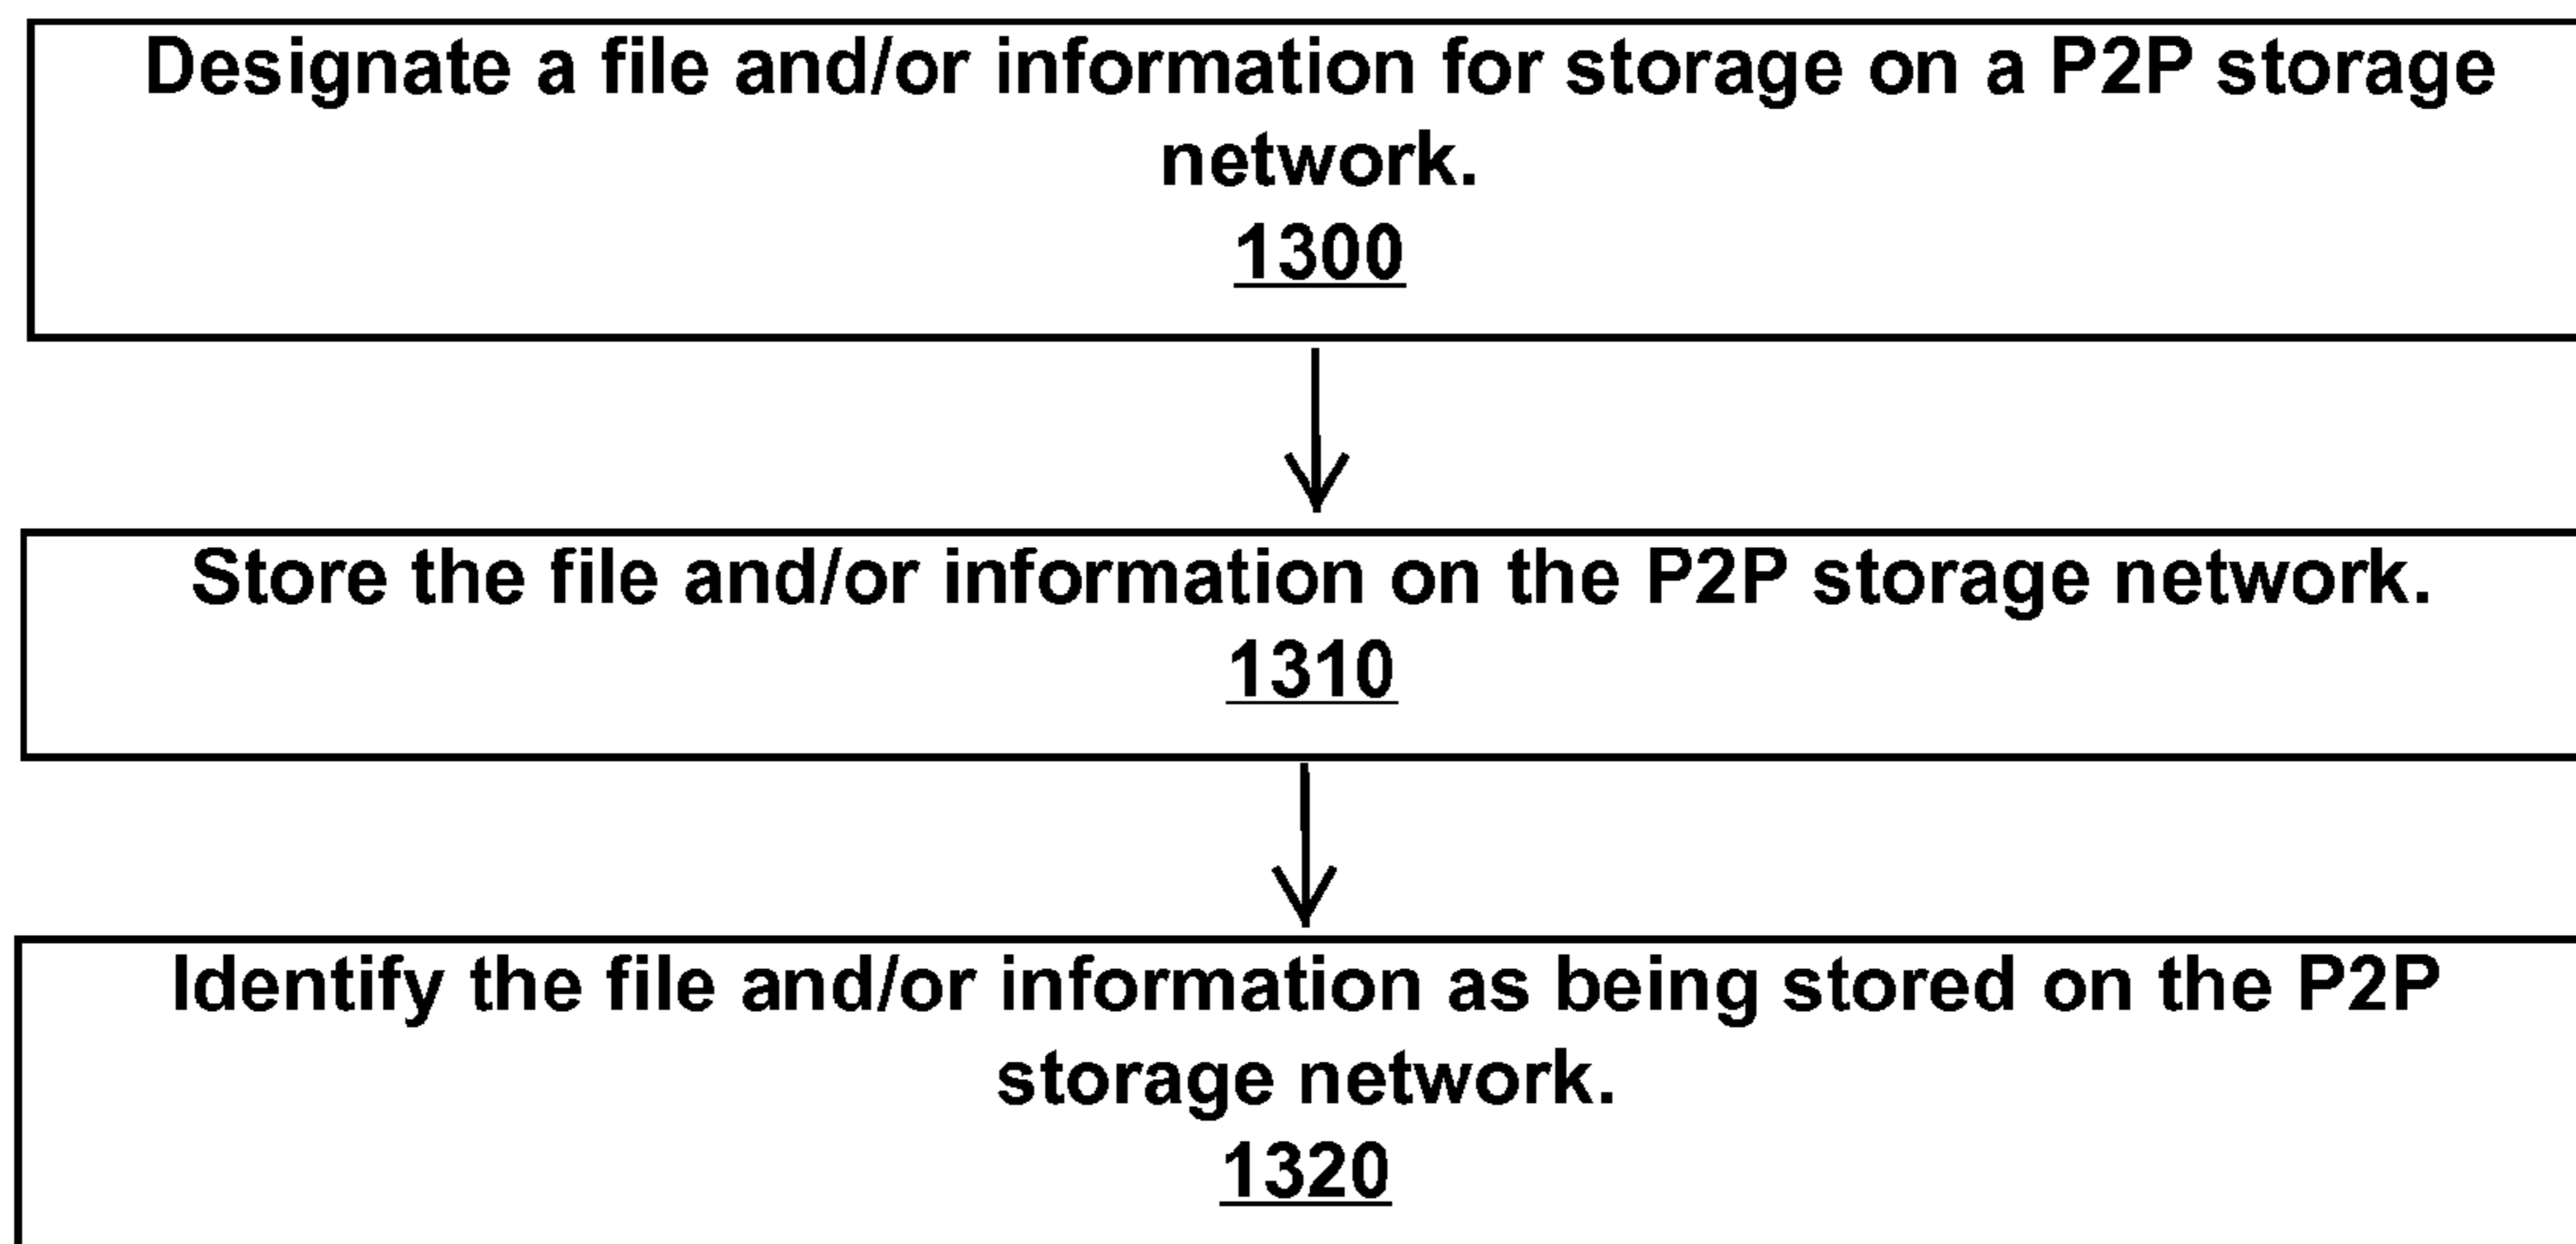 Designate a file and/or information for storage on a P2P storage
network.
1300
Store the file and/or information on the P2P storage network.
1310
Identify the file and/or information as being stored on the P2P
storage network.
1320